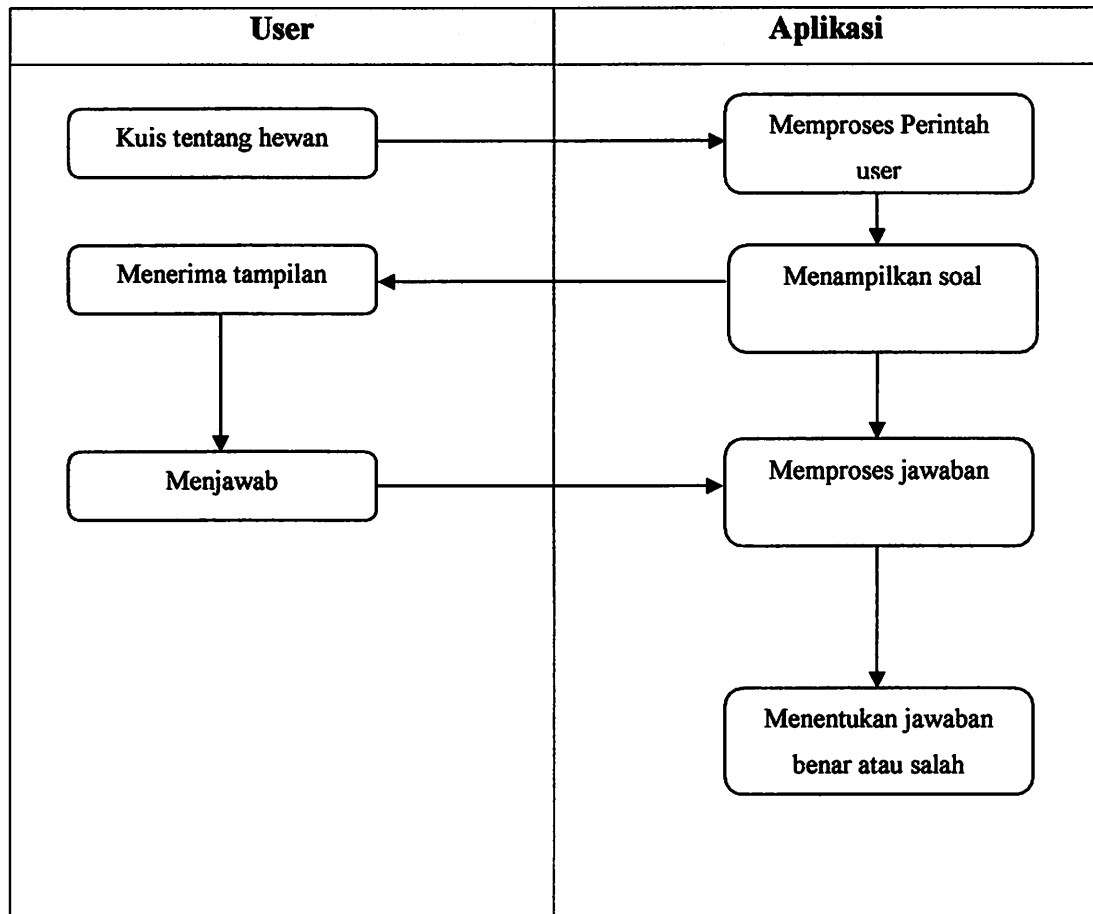 User
Aplikasi
Kuis tentang hewan
Memproses Perintah
user
Menerima tampilan
Menampilkan soal
Menjawab
Memproses jawaban
Menentukan jawaban
benar atau salah